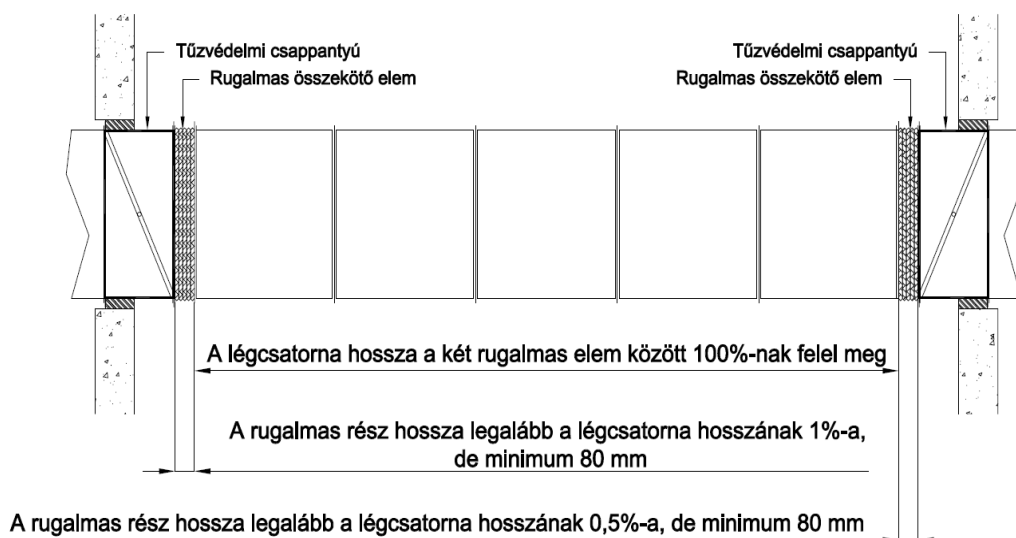 Tűzvédelmi csappantyú
Rugalmas összekötő elem
Tűzvédelmi csappantyú
Rugalmas összekötő elem
A légcsatorna hossza a két rugalmas elem között 100%-nak felel meg
A rugalmas rész hossza legalább a légcsatorna hosszának 1%-a,
de minimum 80 mm
A rugalmas rész hossza legalább a légcsatorna hosszának 0,5%-a, de minimum 80 mm